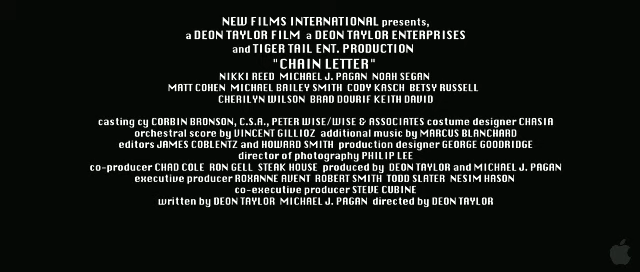 NEW FILMS INTERNATIONAL presents,
a DEON TAYLOR FILM a DEON TAYLOR ENTERPRISES
and TIGER TAIL ENT. PRODUCTION
"CHAIN LETTER"
NIKKI REED MICHAEL J. PAGAN NOAH SEGAN
MATT COHEN MICHAEL BAILEY SMITH CODY KASCH BETSY RUSSELL
CHERILYN WILSON BRAD DOURIF KEITH DAVID
casting cy CORBIN BRONSON, C.S.A., PETER WISE/WISE & ASSOCIATES costume designer CHASIA
orchestral score by VINCENT GILLIOZ additional music by MARCUS BLANCHARD
editors JAMES COBLENTZ and HOWARD SMITH production designer GEORGE GOODRIDGE
director of photography PHILIP LEE
co-producer CHAD COLE RON GELL STEAK HOUSE produced by DEON TAYLOR and MICHAEL J. PAGAN
executive producer ROXANNE AVENT ROBERT SMITH TODD SLATER NESIM HASON
co-executive producer STEVE CUBINE
written by DEON TAYLOR MICHAEL J. PAGAN directed by DEON TAYLOR